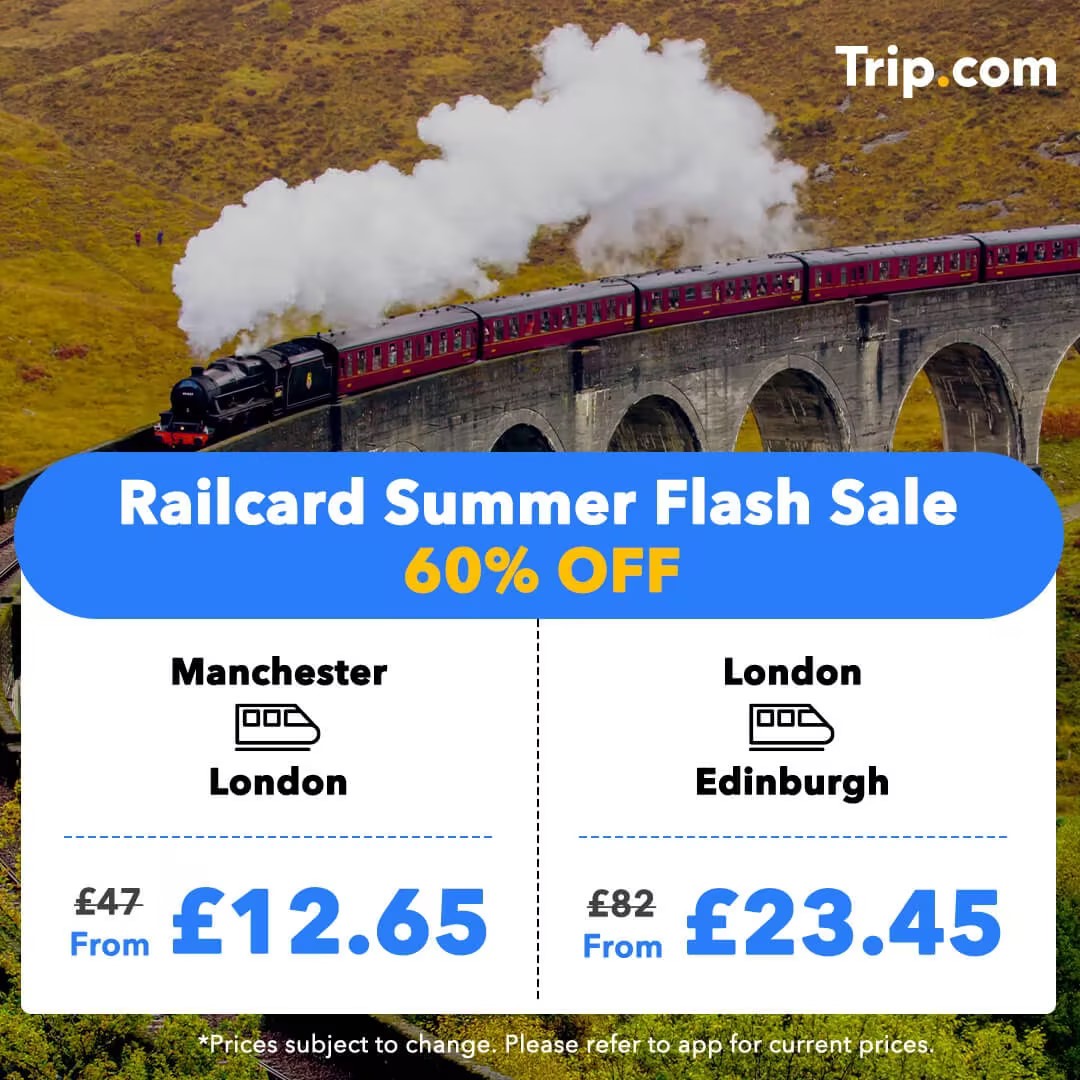 Trip.com
Railcard Summer Flash Sale
60% OFF
Manchester
London
£47
From £12.65
London
Edinburgh
£82
From £23.45
*Prices subject to change. Please refer to app for current prices.